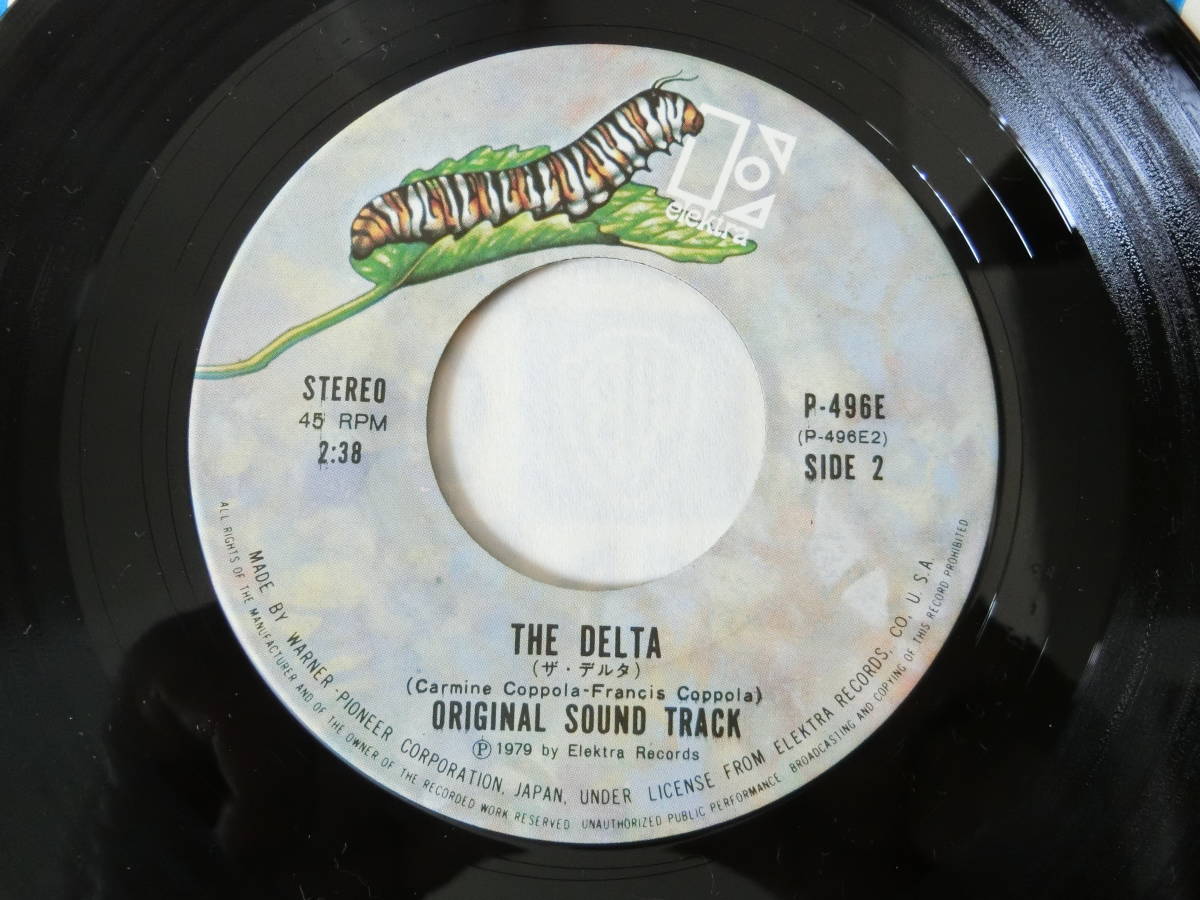 elektra
STEREO
45 RPM
2:38
P-496E
(P-496E2)
SIDE 2
THE DELTA
(ザ・デルタ)
(Carmine Coppola-Francis Coppola)
ORIGINAL SOUND TRACK
Ⓟ 1979 by Elektra Records
MADE BY WARNER-PIONEER CORPORATION, JAPAN, UNDER LICENSE FROM ELEKTRA RECORDS, CO, U.S.A.
ALL RIGHTS OF THE MANUFACTURER AND OF THE OWNER OF THE RECORDED WORK RESERVED UNAUTHORIZED PUBLIC PERFORMANCE BROADCASTING AND COPYING OF THIS RECORD PROHIBITED